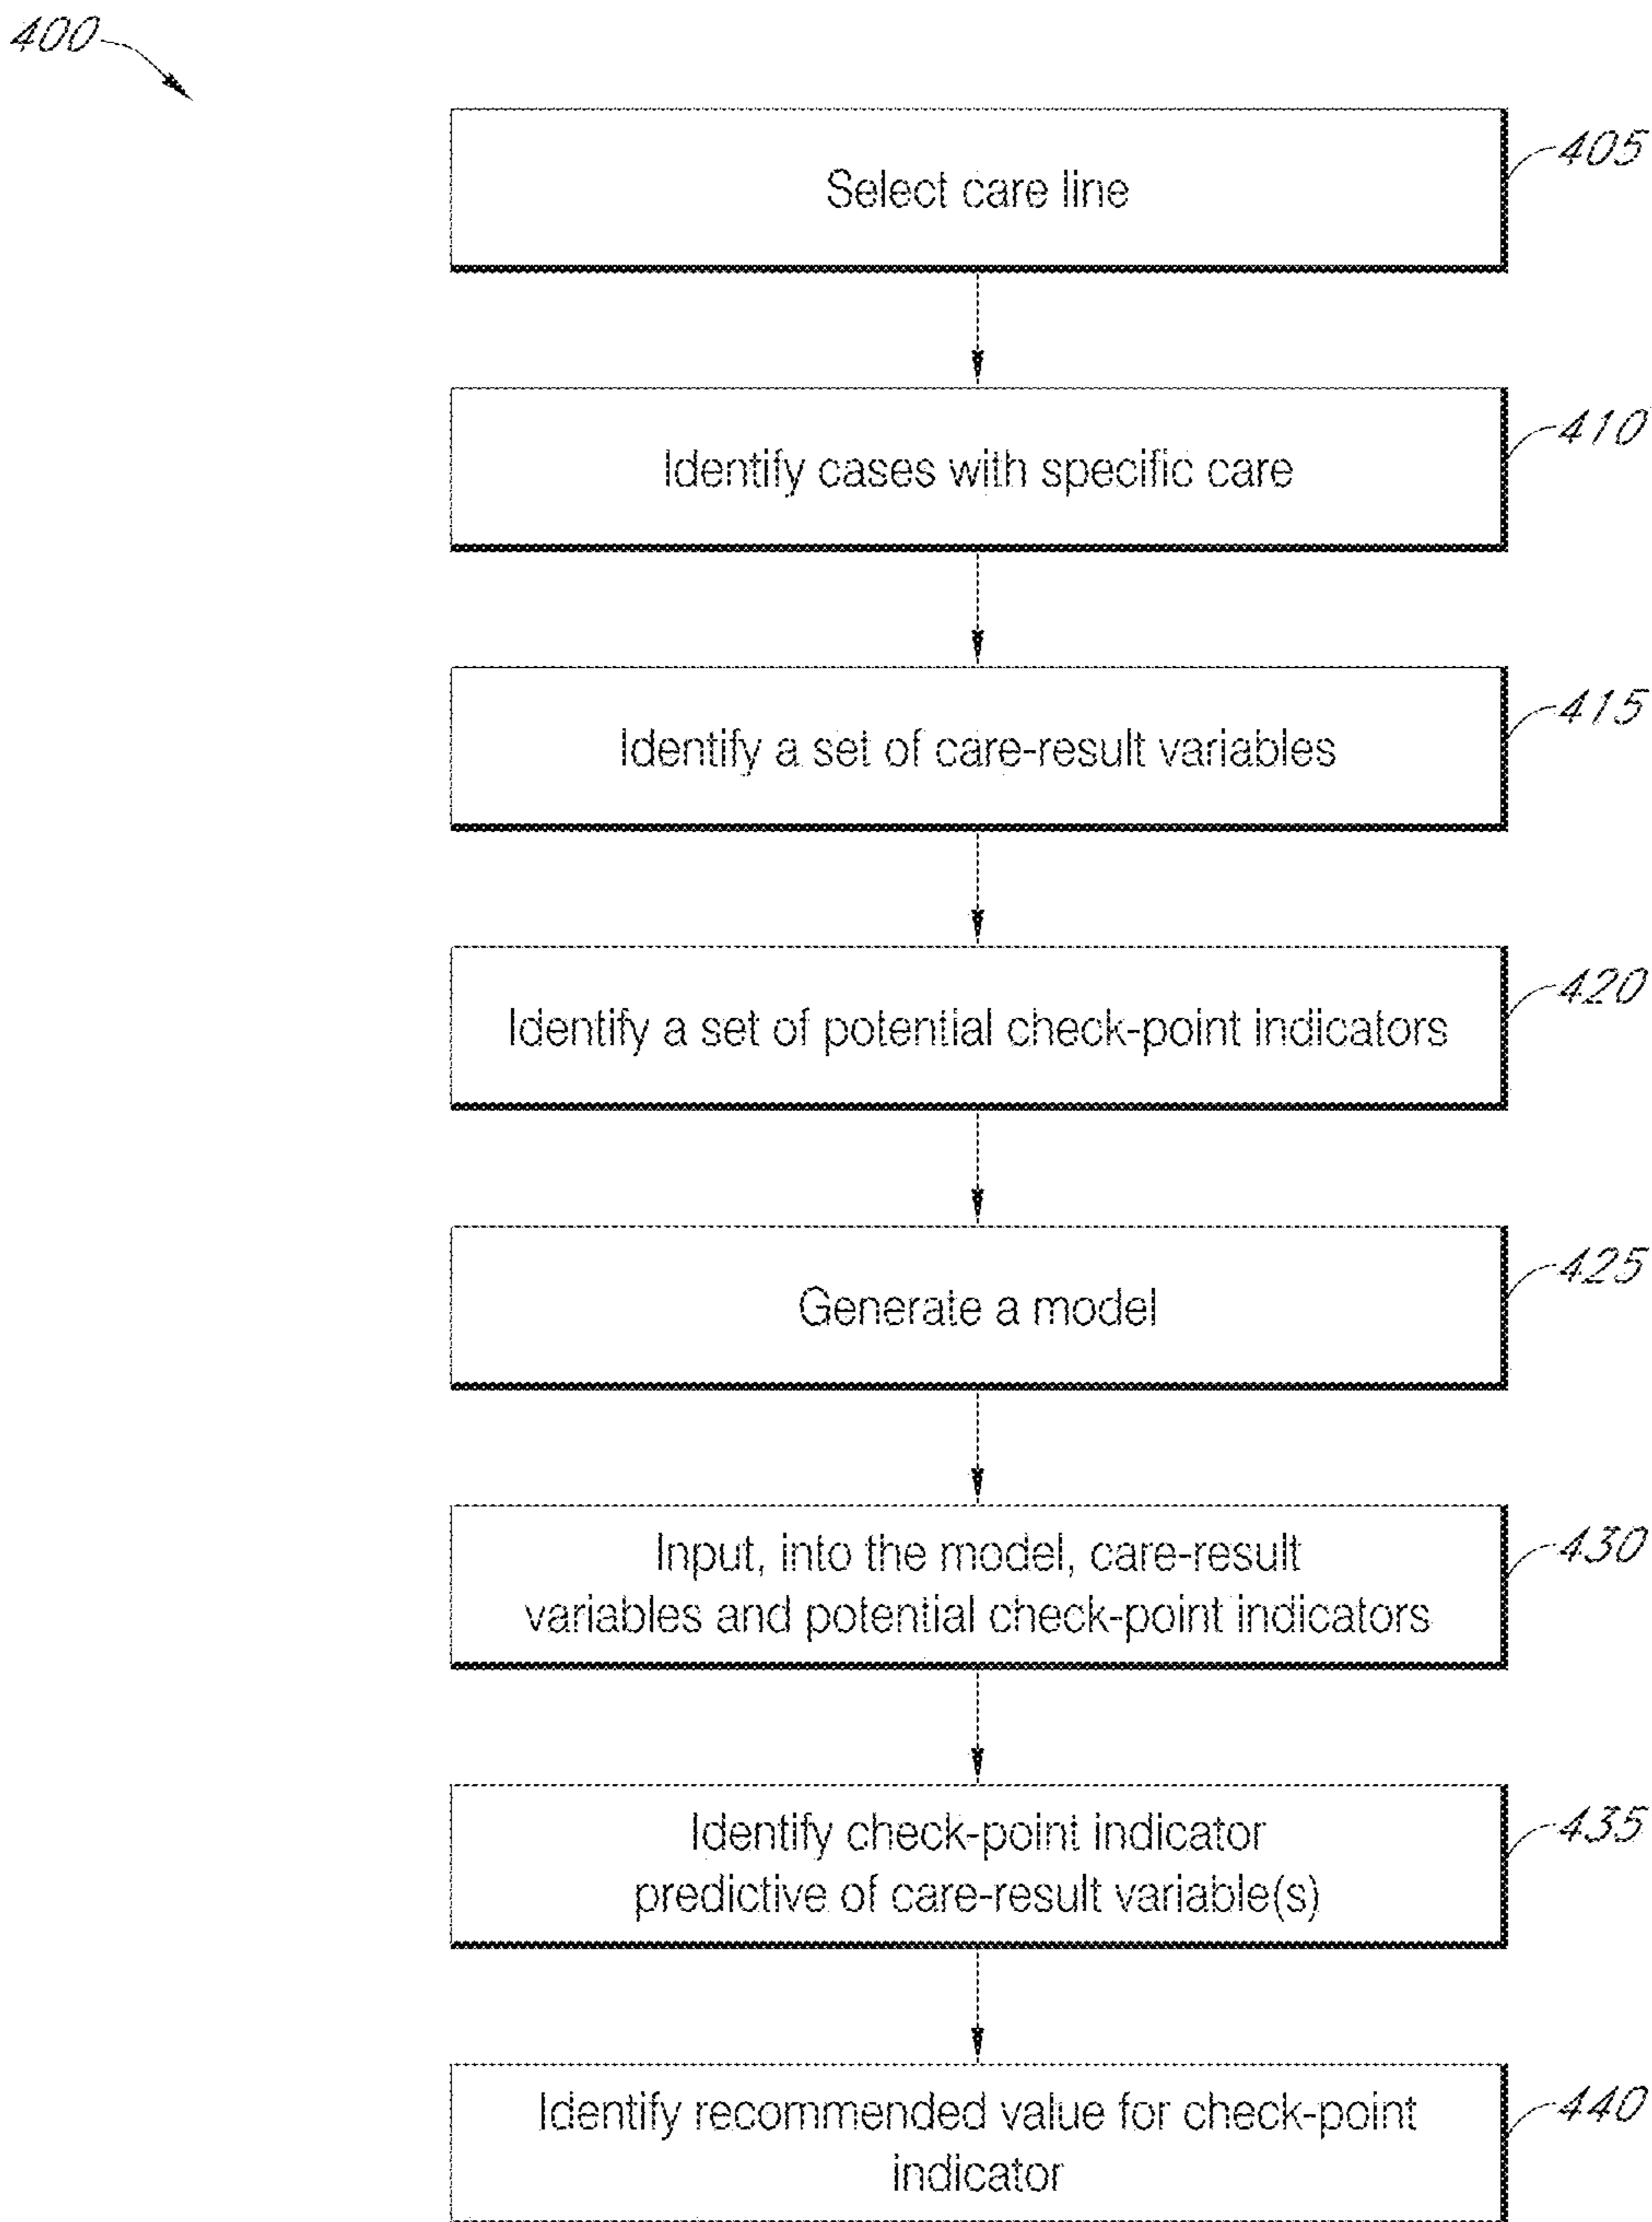 400
Select care line
405
Identify cases with specific care
410
Identify a set of care-result variables
415
Identify a set of potential check-point indicators
420
Generate a model
425
Input, into the model, care-result
variables and potential check-point indicators
430
Identify check-point indicator
predictive of care-result variable(s)
435
Identify recommended value for check-point
indicator
440